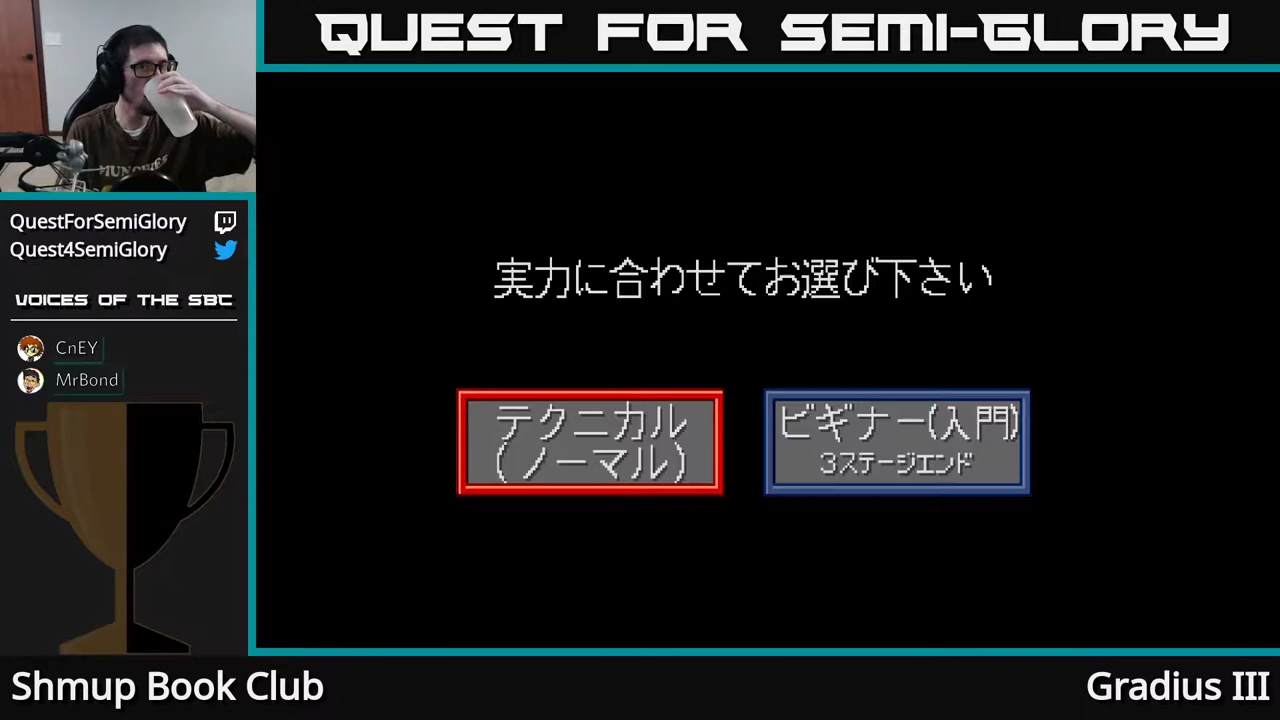 QUEST FOR SEMI-GLORY
MUNCHIES
QuestForSemiGlory
Quest4SemiGlory
VOICES OF THE SBC
CnEY
MrBond
実力に合わせてお選び下さい
テクニカル
(ノーマル)
ビギナー(入門)
3ステージエンド
Shmup Book Club
Gradius III